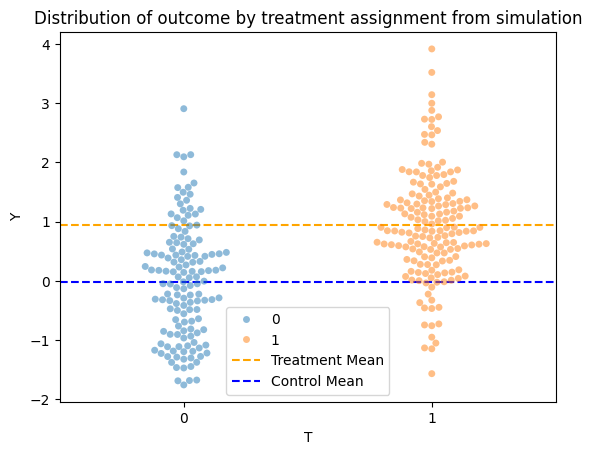 Distribution of outcome by treatment assignment from simulation
4
3
2
1
0
−1
−2
Y
0
1
Treatment Mean
Control Mean
0
1
T